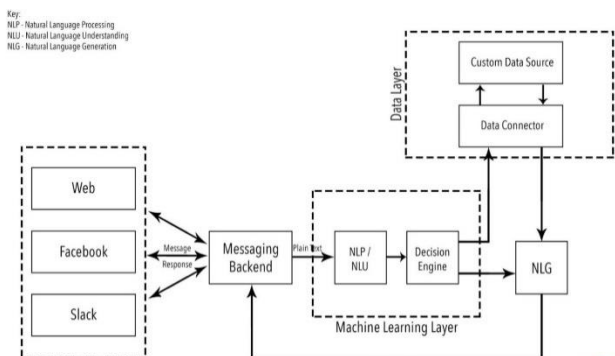 Key:
NLP - Natural Language Processing
NLU - Natural Language Understanding
NLG - Natural Language Generation
Custom Data Source
Data Layer
Data Connector
Web
Facebook
Slack
Message
Response
Messaging
Backend
Plain Text
NLP /
NLU
Decision
Engine
NLG
Machine Learning Layer